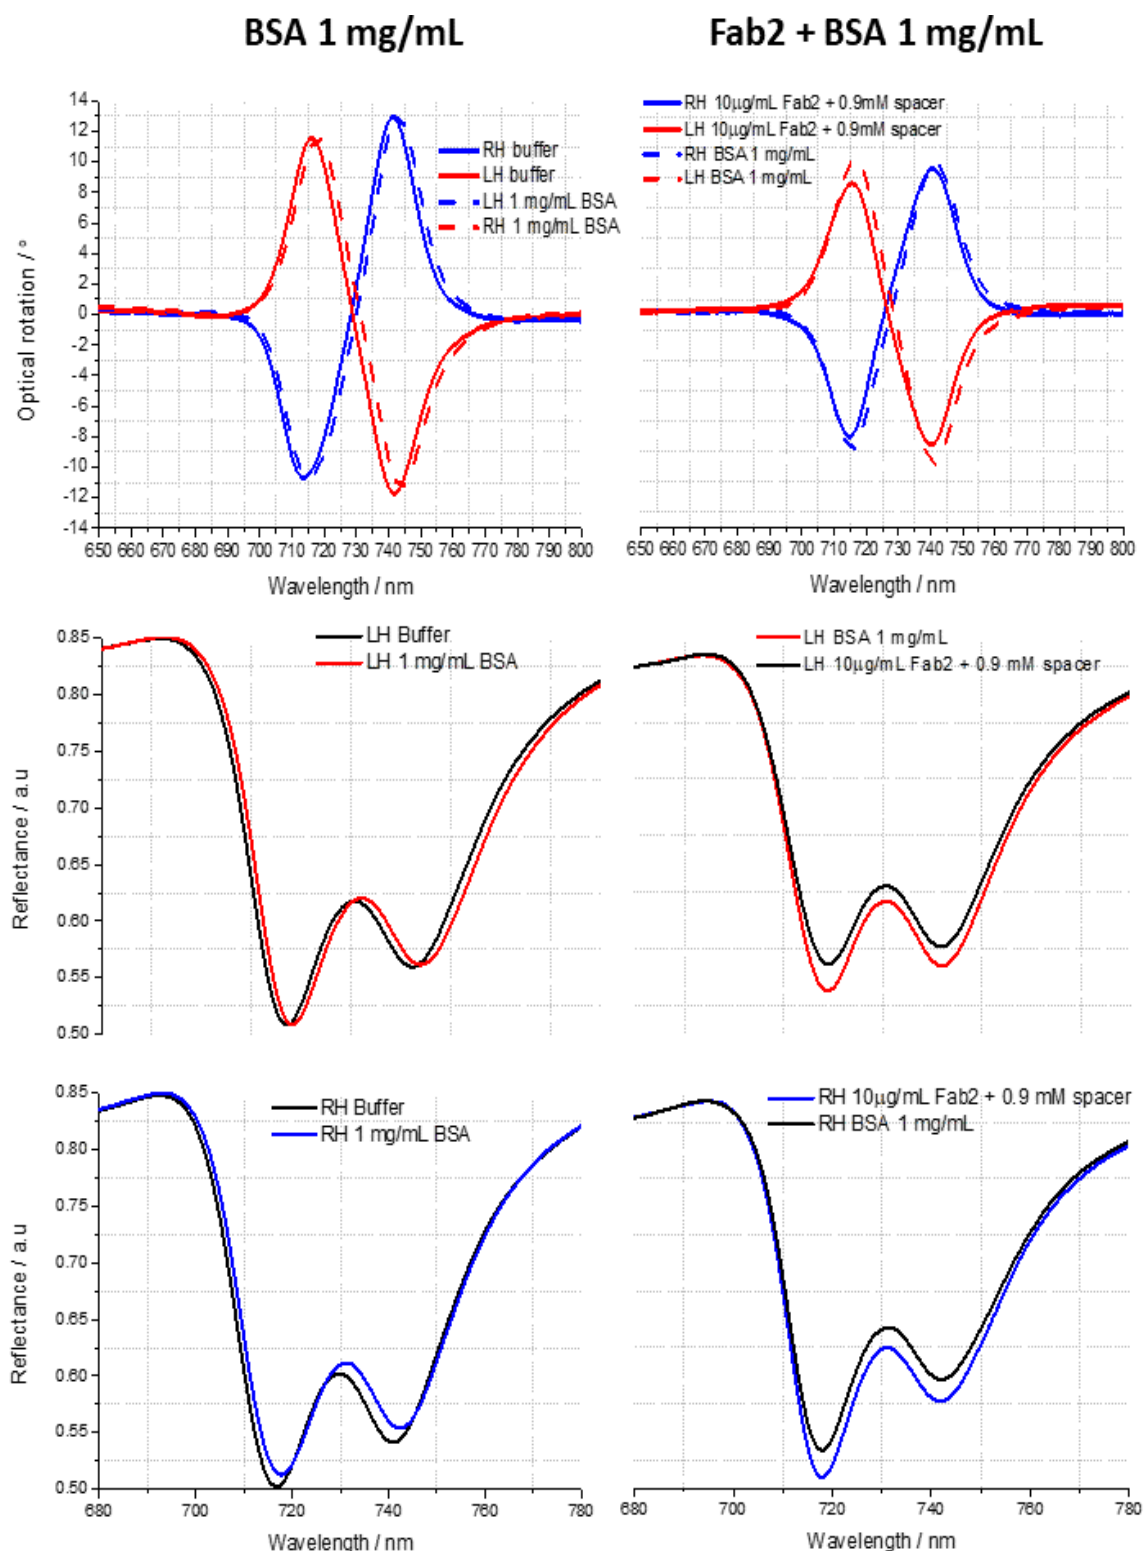 BSA 1 mg/mL
Fab2 + BSA 1 mg/mL
14
12
10
8
6
4
2
0
-2
-4
-6
-8
-10
-12
-14
Optical rotation / °
RH buffer
LH buffer
LH 1 mg/mL BSA
RH 1 mg/mL BSA
650 660 670 680 690 700 710 720 730 740 750 760 770 780 790 800
Wavelength / nm
RH 10µg/mL Fab2 + 0.9mM spacer
LH 10µg/mL Fab2 + 0.9mM spacer
RH BSA 1 mg/mL
LH BSA 1 mg/mL
650 660 670 680 690 700 710 720 730 740 750 760 770 780 790 800
Wavelength / nm
0.85
0.80
0.75
0.70
0.65
0.60
0.55
0.50
Reflectance / a.u
LH Buffer
LH 1 mg/mL BSA
LH BSA 1 mg/mL
LH 10µg/mL Fab2 + 0.9 mM spacer
0.85
0.80
0.75
0.70
0.65
0.60
0.55
0.50
Reflectance / a.u
RH Buffer
RH 1 mg/mL BSA
680 700 720 740 760 780
Wavelength / nm
RH 10µg/mL Fab2 + 0.9 mM spacer
RH BSA 1 mg/mL
680 700 720 740 760 780
Wavelength / nm